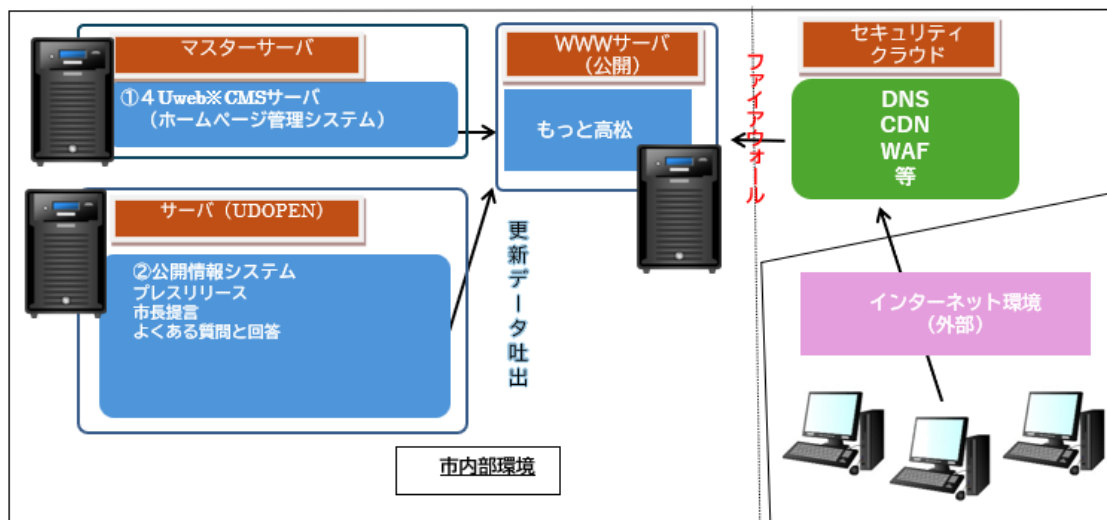 マスターサーバ
①4Uweb※CMSサーバ
（ホームページ管理システム）
サーバ（UDOPEN）
②公開情報システム
プレスリリース
市長提言
よくある質問と回答
WWWサーバ
（公開）
もっと高松
更新データ吐出
市内部環境
ファイアウォール
セキュリティ
クラウド
DNS
CDN
WAF
等
インターネット環境
（外部）